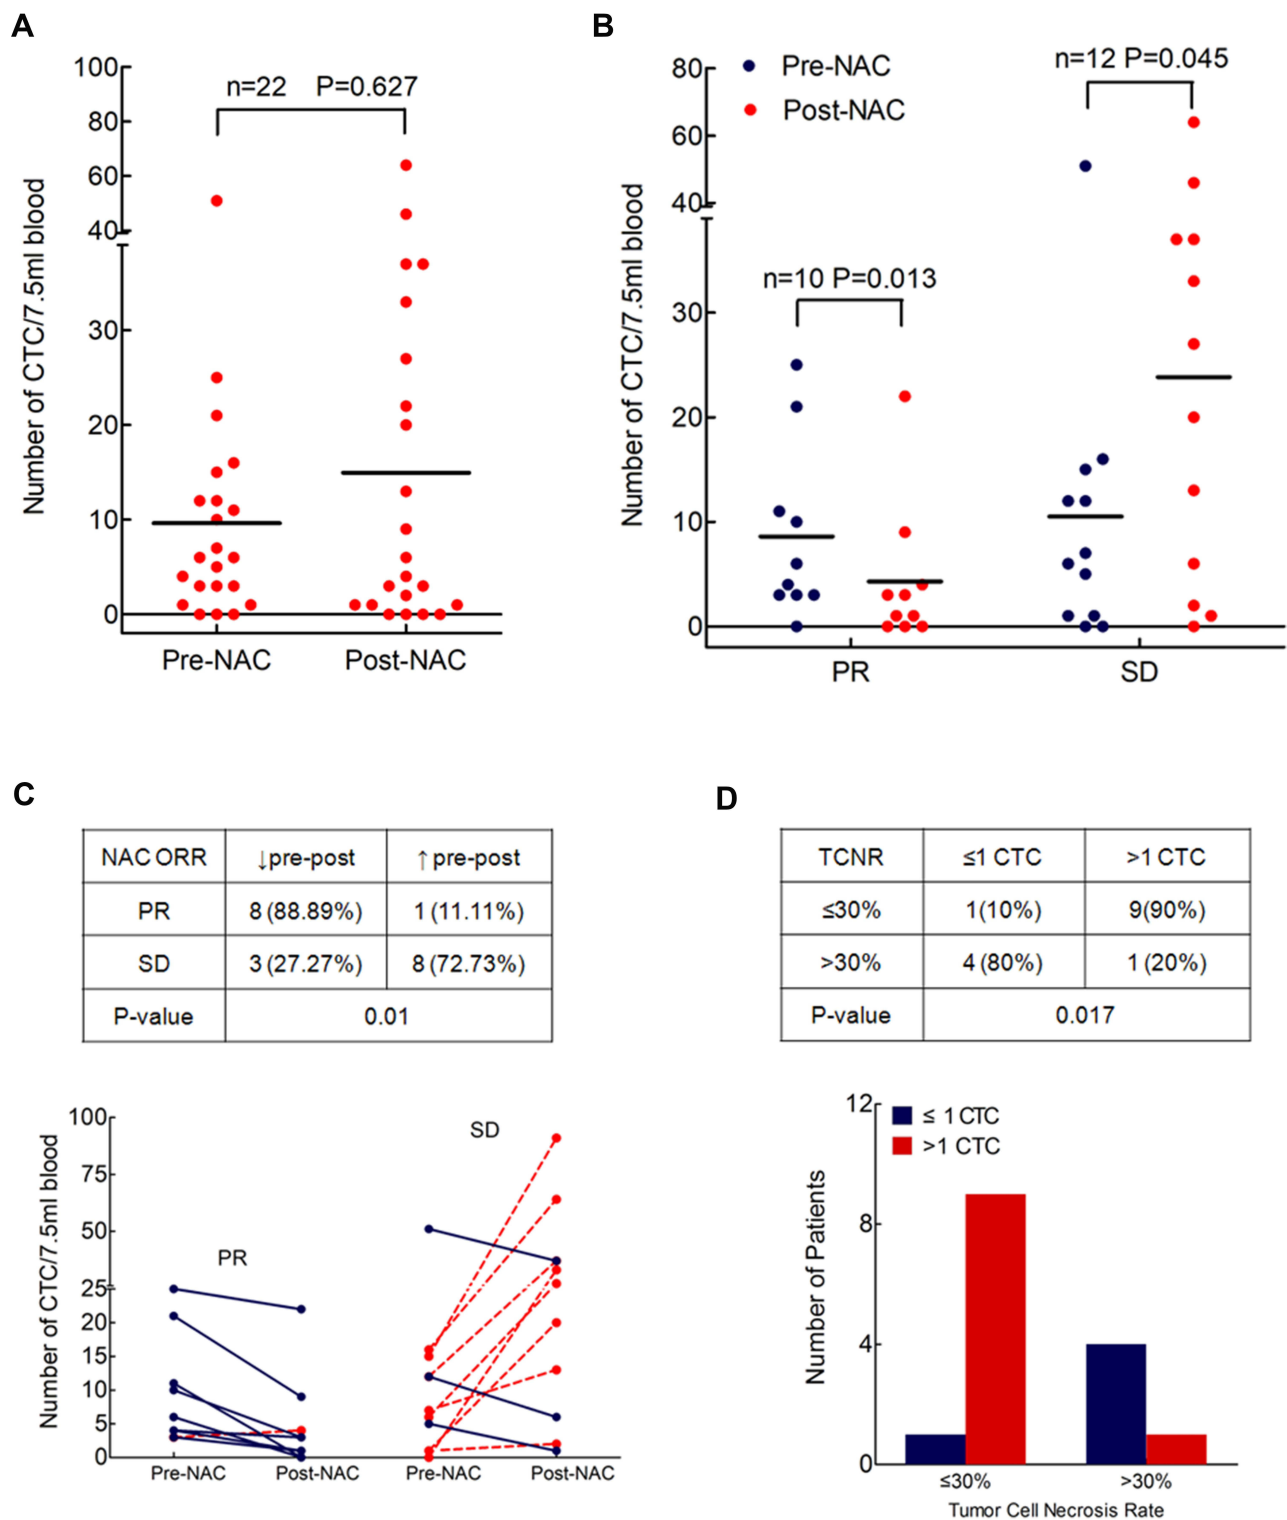 A
100
80
60
40
30
20
10
0
Number of CTC/7.5ml blood
n=22 P=0.627
Pre-NAC Post-NAC
B
80
60
40
30
20
10
0
Number of CTC/7.5ml blood
Pre-NAC
Post-NAC
n=12 P=0.045
n=10 P=0.013
PR SD
C
NAC ORR ↓pre-post ↑pre-post
PR 8 (88.89%) 1 (11.11%)
SD 3 (27.27%) 8 (72.73%)
P-value 0.01
100
75
50
25
20
15
10
5
0
Number of CTC/7.5ml blood
PR
SD
Pre-NAC Post-NAC Pre-NAC Post-NAC
D
TCNR ≤1 CTC >1 CTC
≤30% 1(10%) 9(90%)
>30% 4 (80%) 1 (20%)
P-value 0.017
12
8
4
0
Number of Patients
≤ 1 CTC
>1 CTC
≤30% >30%
Tumor Cell Necrosis Rate